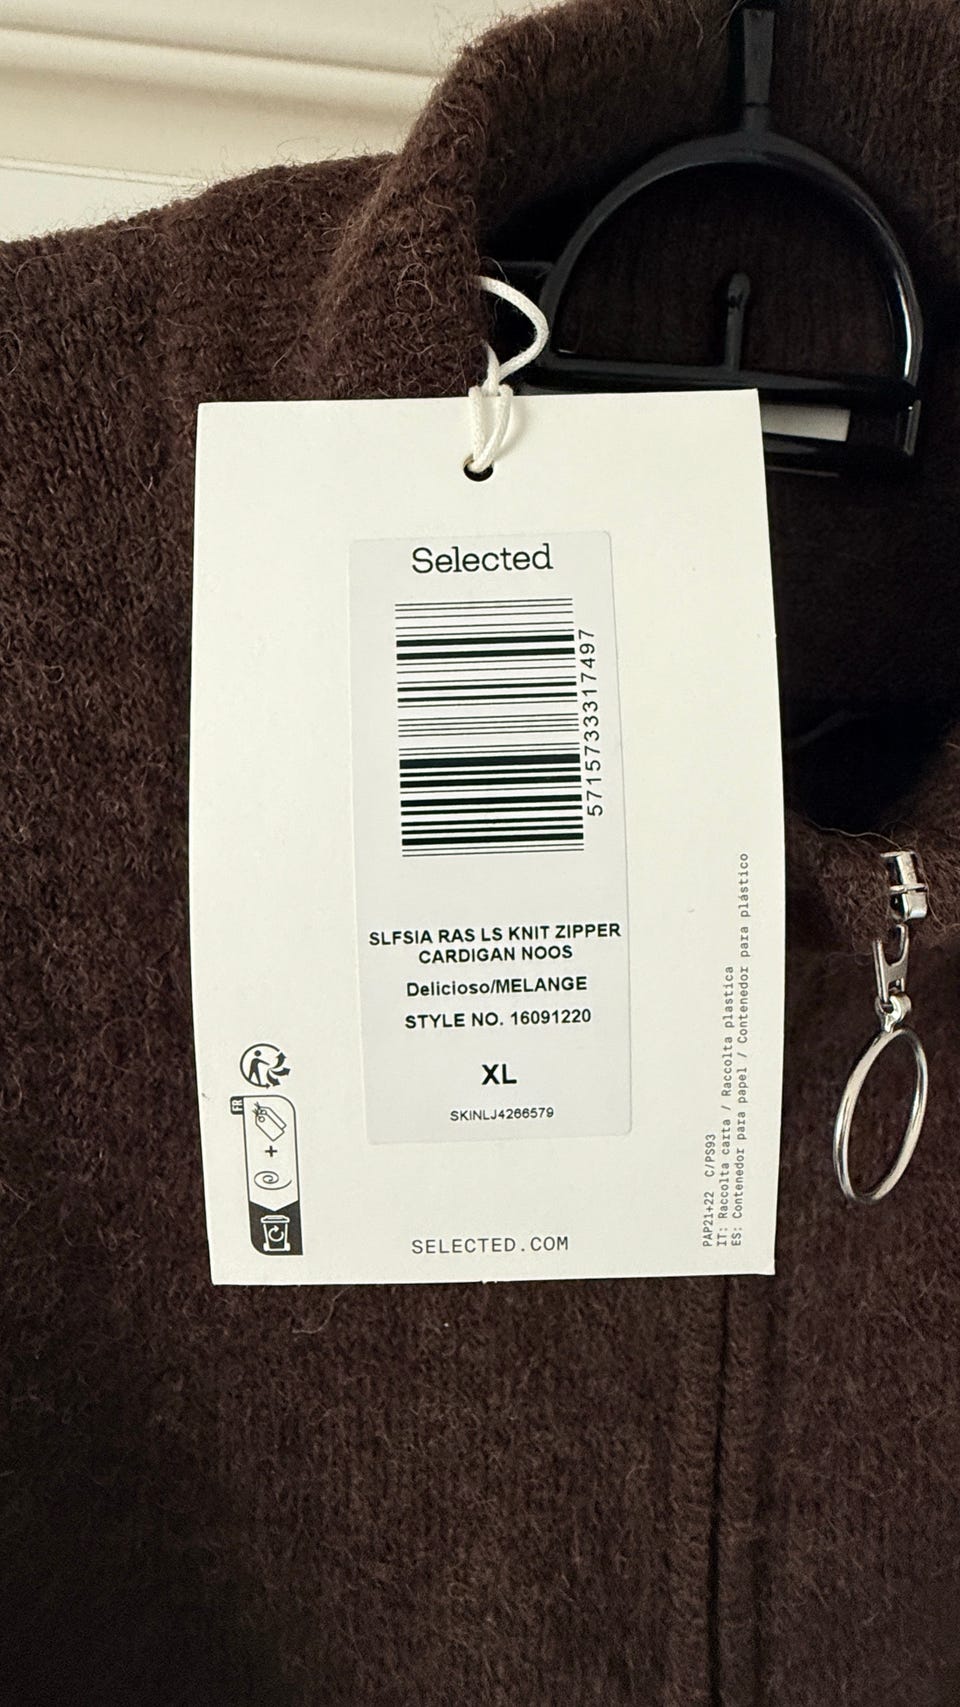 Selected
5715733317497
SLFSIA RAS LS KNIT ZIPPER
CARDIGAN NOOS
Delicioso/MELANGE
STYLE NO. 16091220
XL
SKINLJ4266579
FR
+
SELECTED.COM
PAP21+22 C/PS93
IT: Raccolta carta / Raccolta plastica
ES: Contenedor para papel / Contenedor para plástico